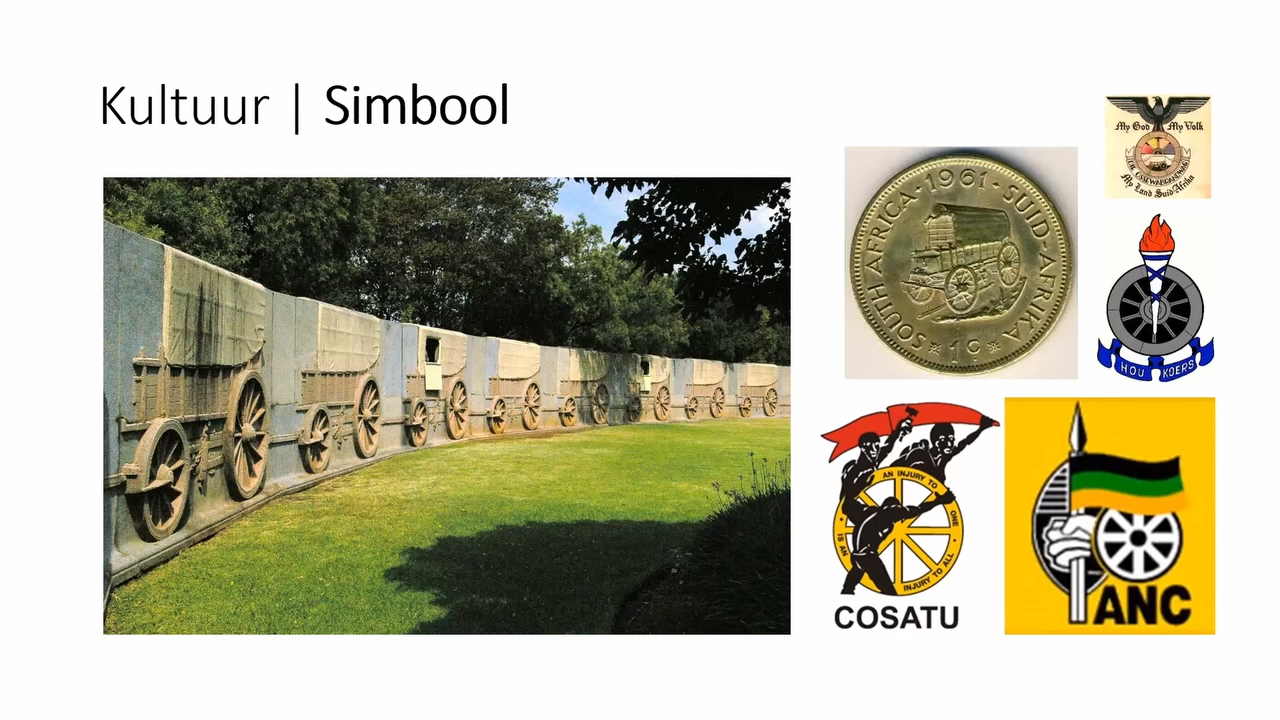 Kultuur | Simbool
SOUTH AFRICA · 1961 · SUID-AFRIKA
1C
My God My Volk
My Land Suid-Afrika
HOU KOERS
AN INJURY TO ONE
IS AN INJURY TO ALL
COSATU
ANC